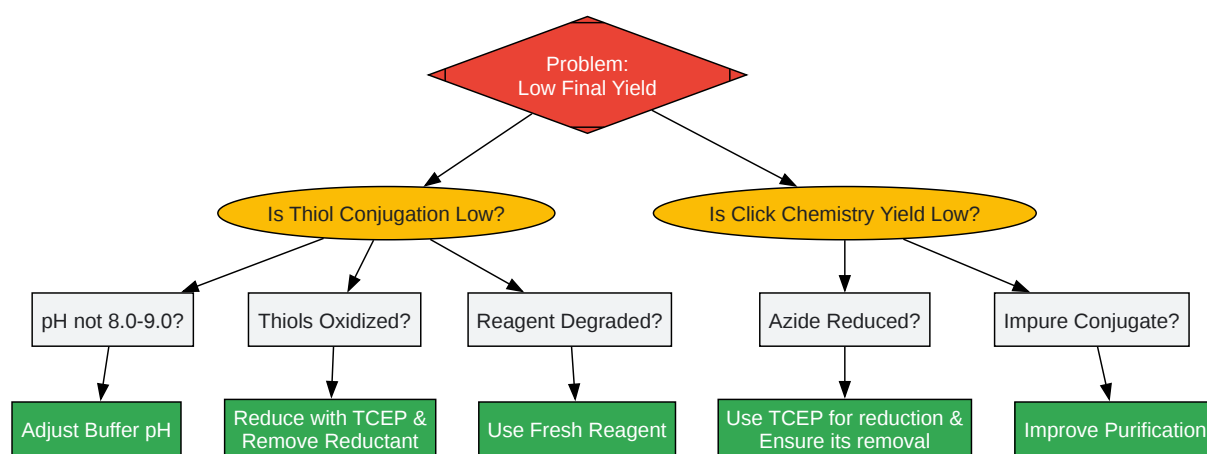 Problem:
Low Final Yield
Is Thiol Conjugation Low?
Is Click Chemistry Yield Low?
pH not 8.0-9.0?
Thiols Oxidized?
Reagent Degraded?
Azide Reduced?
Impure Conjugate?
Adjust Buffer pH
Reduce with TCEP &
Remove Reductant
Use Fresh Reagent
Use TCEP for reduction &
Ensure its removal
Improve Purification